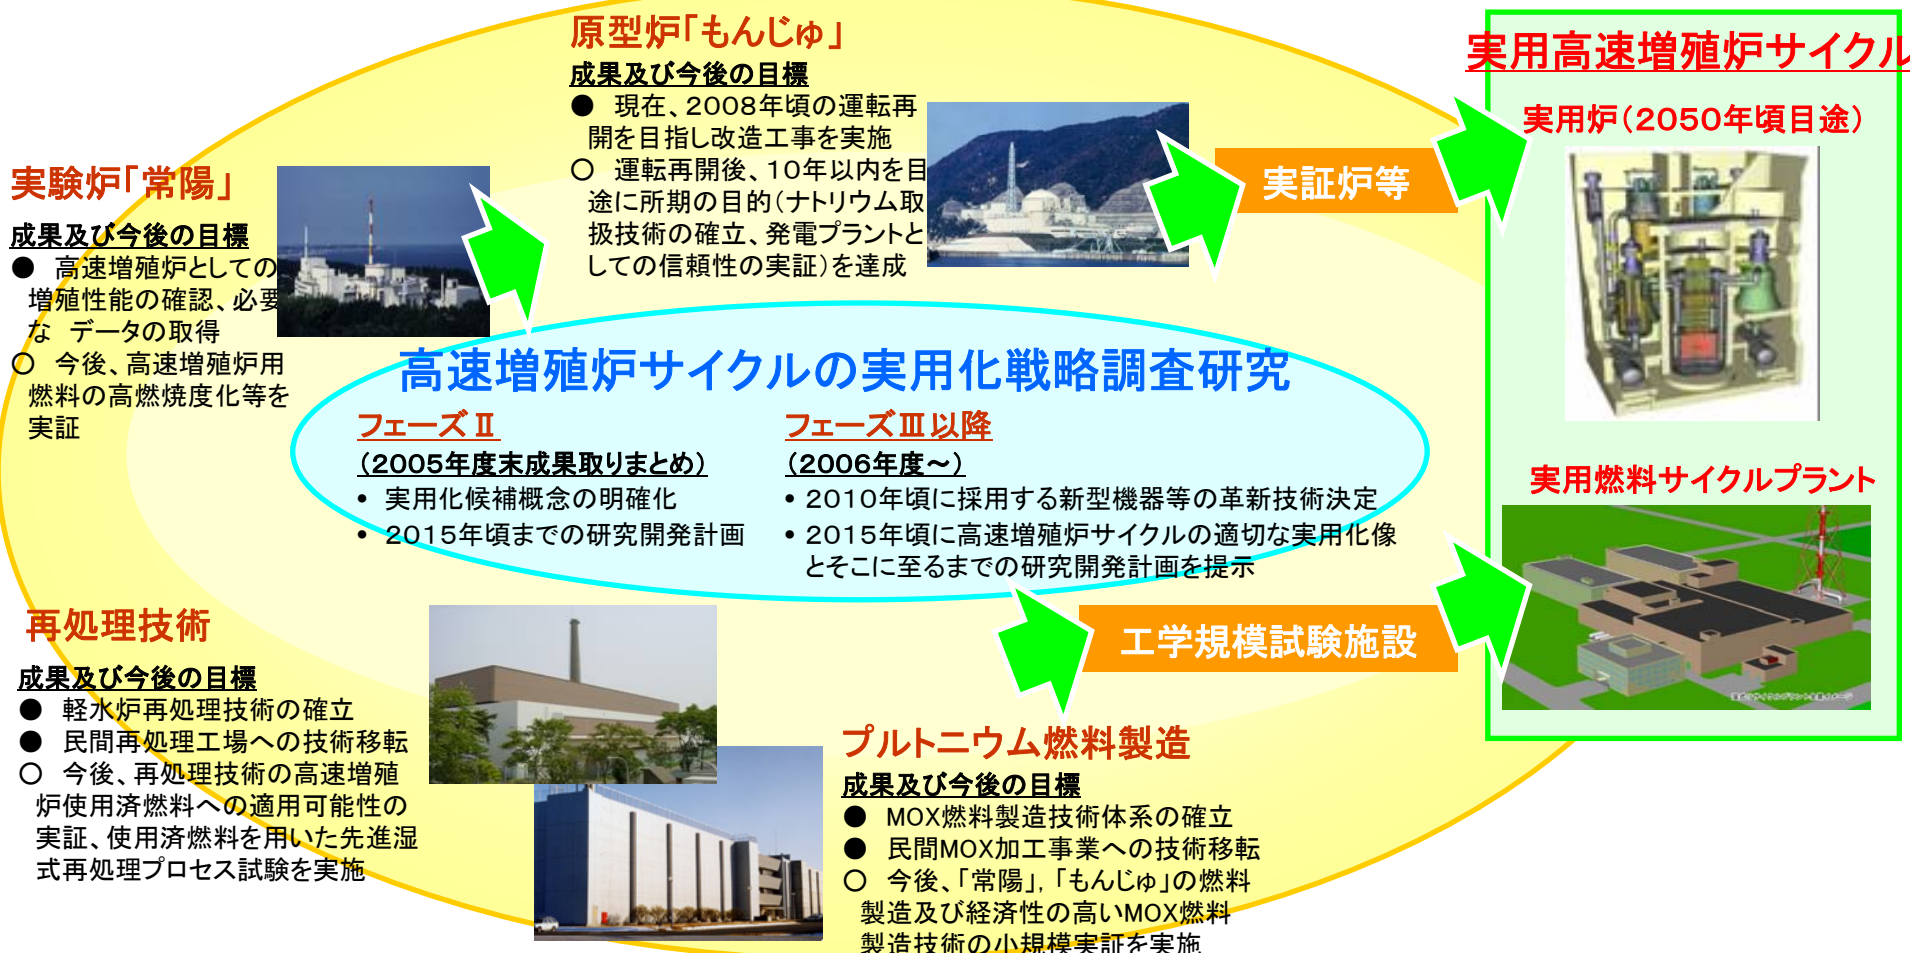 原型炉「もんじゅ」
成果及び今後の目標
● 現在、2008年頃の運転再
開を目指し改造工事を実施
○ 運転再開後、10年以内を目
途に所期の目的(ナトリウム取
扱技術の確立、発電プラントと
しての信頼性の実証)を達成
実験炉「常陽」
成果及び今後の目標
● 高速増殖炉としての
増殖性能の確認、必要
な データの取得
○ 今後、高速増殖炉用
燃料の高燃焼度化等を
実証
実証炉等
実用高速増殖炉サイクル
実用炉(2050年頃目途)
実用燃料サイクルプラント
高速増殖炉サイクルの実用化戦略調査研究
フェーズⅡ
(2005年度末成果取りまとめ)
• 実用化候補概念の明確化
• 2015年頃までの研究開発計画
フェーズⅢ以降
(2006年度～)
• 2010年頃に採用する新型機器等の革新技術決定
• 2015年頃に高速増殖炉サイクルの適切な実用化像
とそこに至るまでの研究開発計画を提示
工学規模試験施設
再処理技術
成果及び今後の目標
● 軽水炉再処理技術の確立
● 民間再処理工場への技術移転
○ 今後、再処理技術の高速増殖
炉使用済燃料への適用可能性の
実証、使用済燃料を用いた先進湿
式再処理プロセス試験を実施
プルトニウム燃料製造
成果及び今後の目標
● MOX燃料製造技術体系の確立
● 民間MOX加工事業への技術移転
○ 今後、「常陽」，「もんじゅ」の燃料
製造及び経済性の高いMOX燃料
製造技術の小規模実証を実施